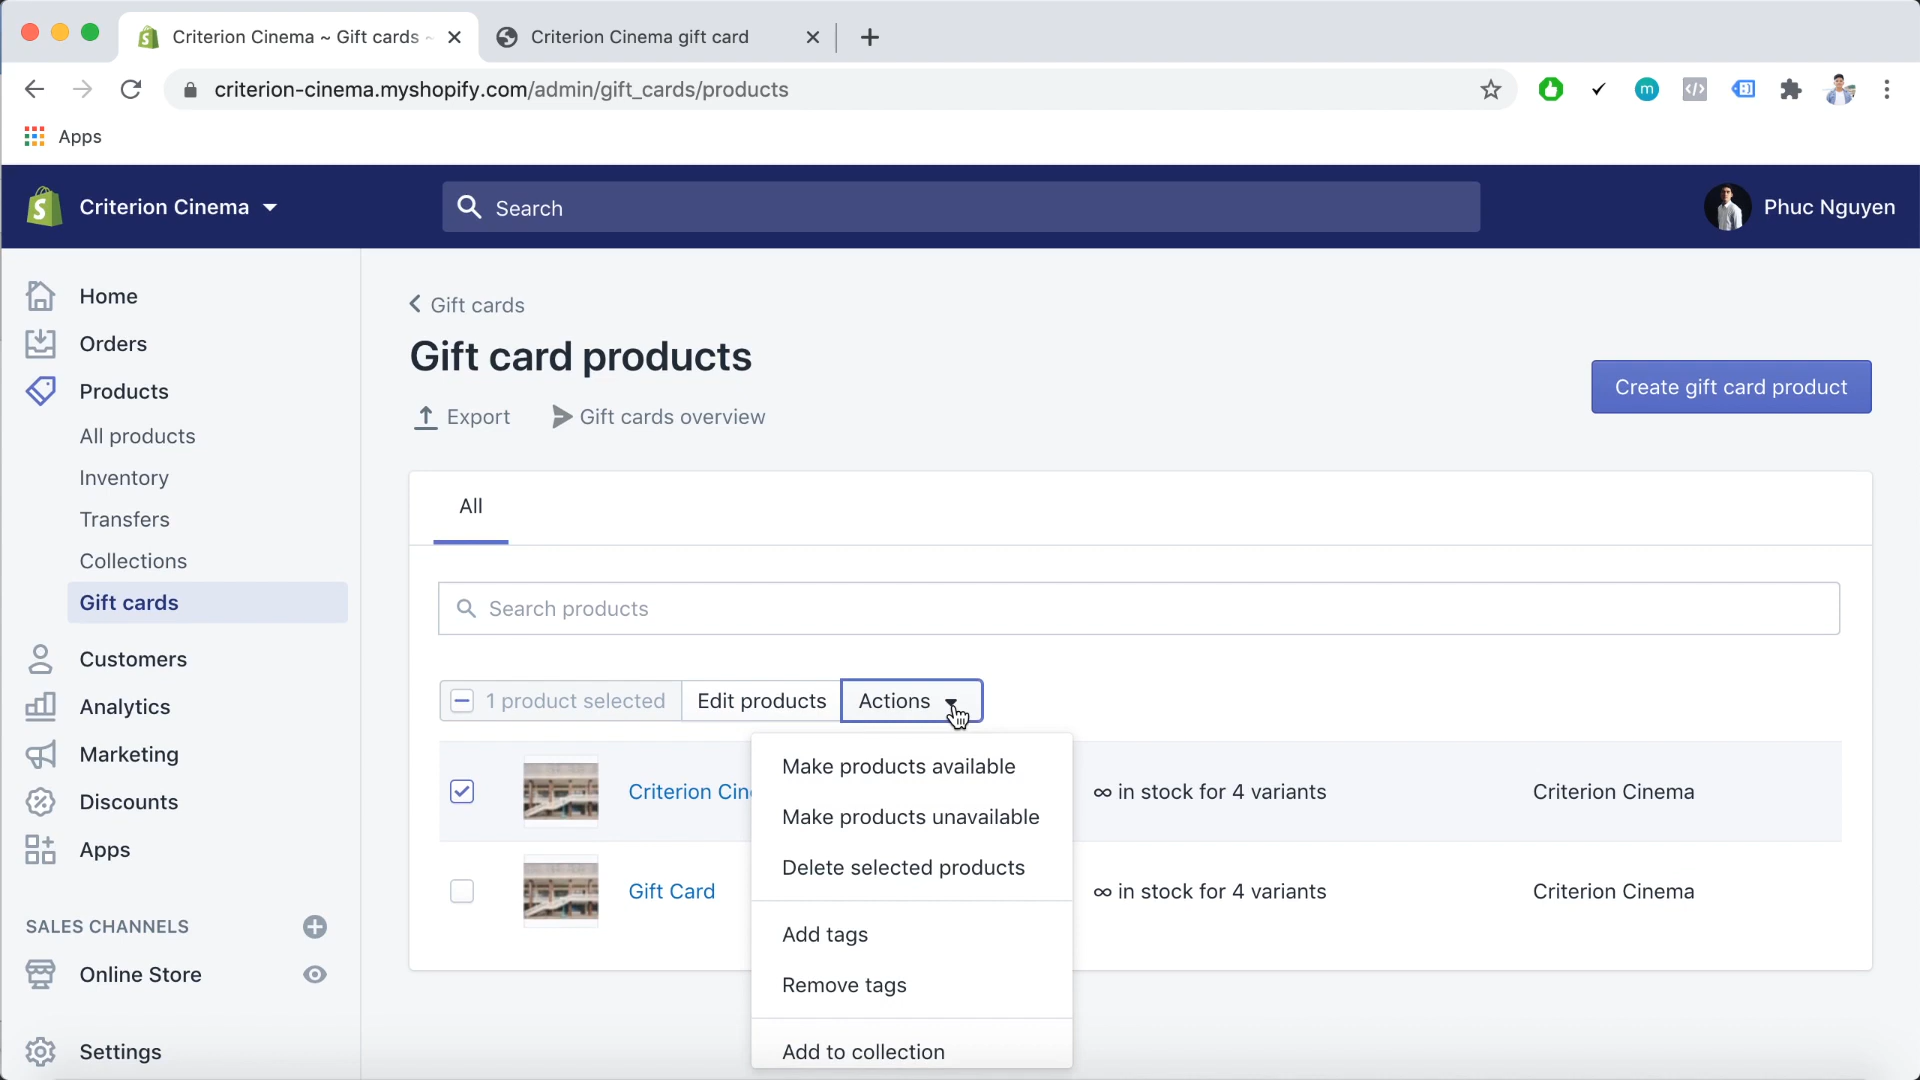 Criterion Cinema ~ Gift cards ~
Criterion Cinema gift card
criterion-cinema.myshopify.com/admin/gift_cards/products
Apps
Criterion Cinema
Search
Phuc Nguyen
Home
Orders
Products
All products
Inventory
Transfers
Collections
Gift cards
Customers
Analytics
Marketing
Discounts
Apps
SALES CHANNELS
Online Store
Settings
Gift cards
Gift card products
Create gift card product
Export
Gift cards overview
All
Search products
1 product selected
Edit products
Actions
Criterion Cin
∞ in stock for 4 variants
Criterion Cinema
Gift Card
∞ in stock for 4 variants
Criterion Cinema
Make products available
Make products unavailable
Delete selected products
Add tags
Remove tags
Add to collection